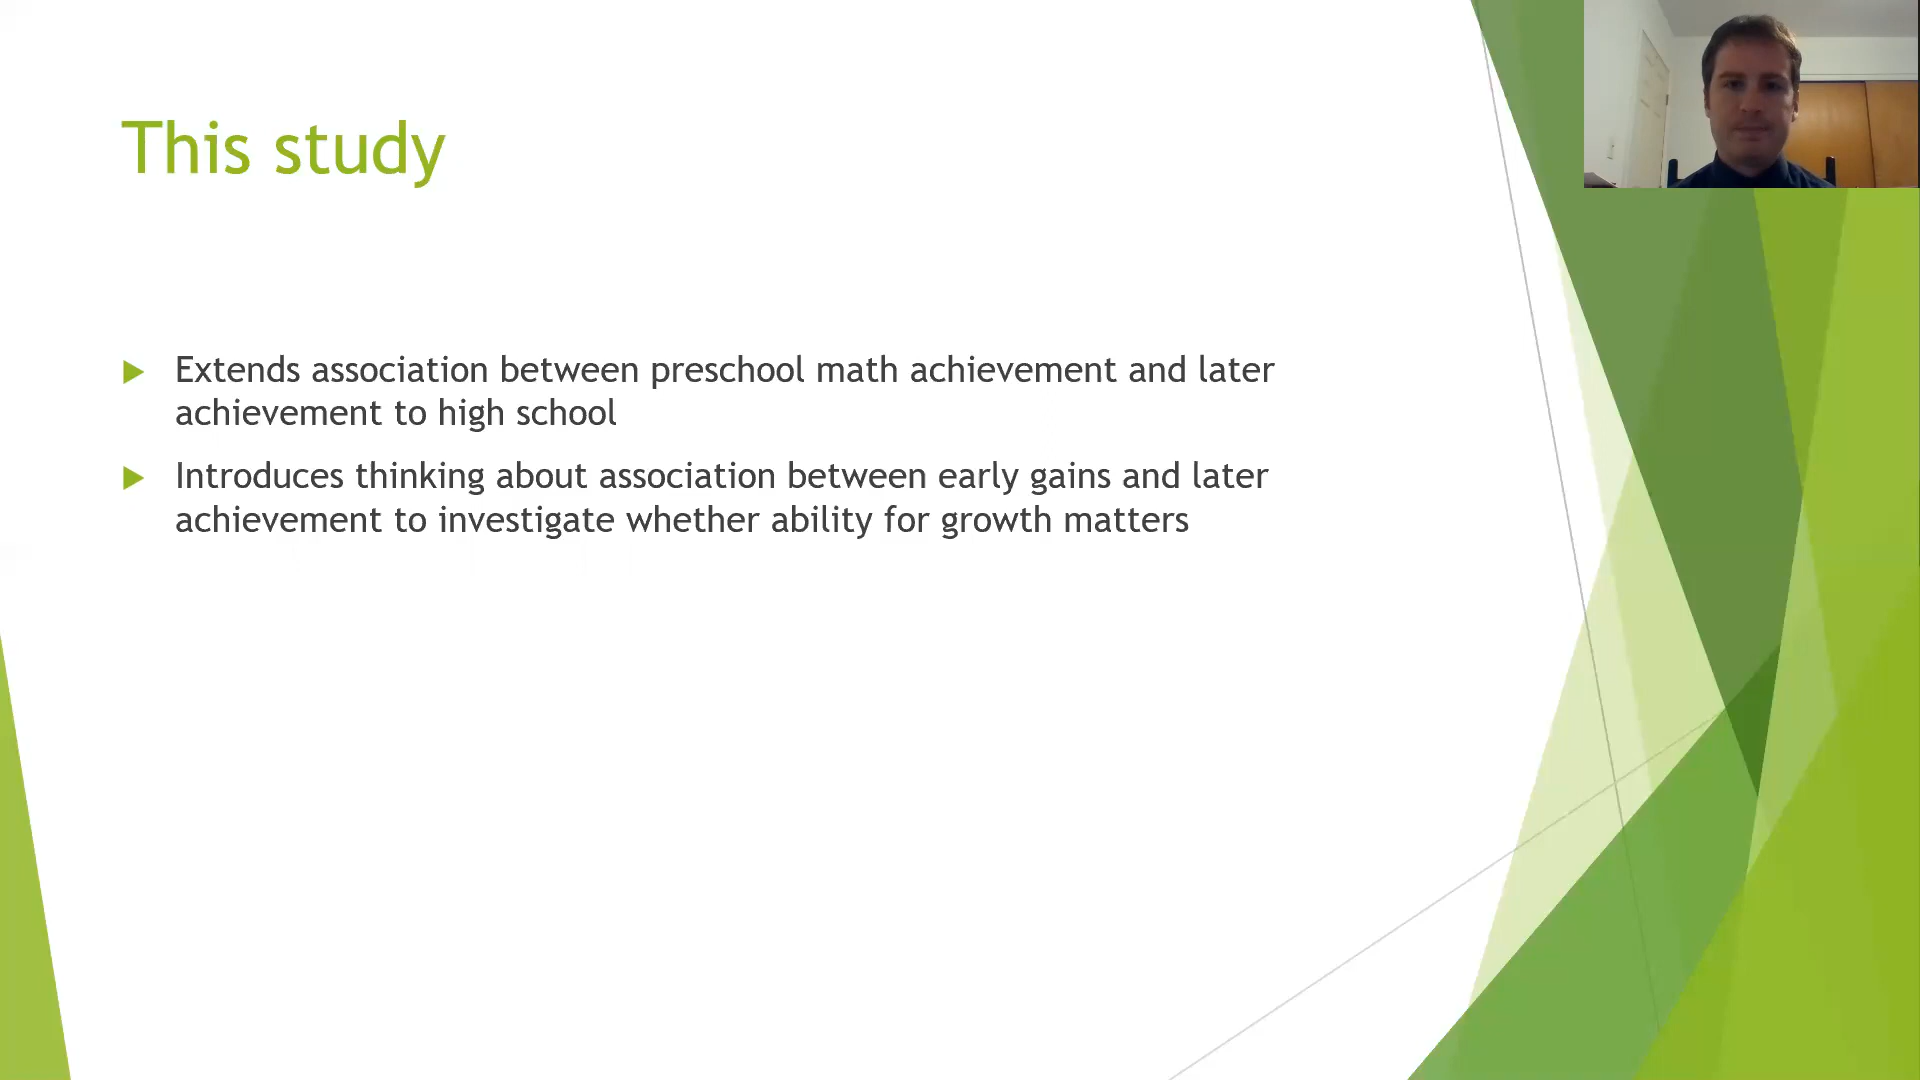 This study
Extends association between preschool math achievement and later
achievement to high school
Introduces thinking about association between early gains and later
achievement to investigate whether ability for growth matters